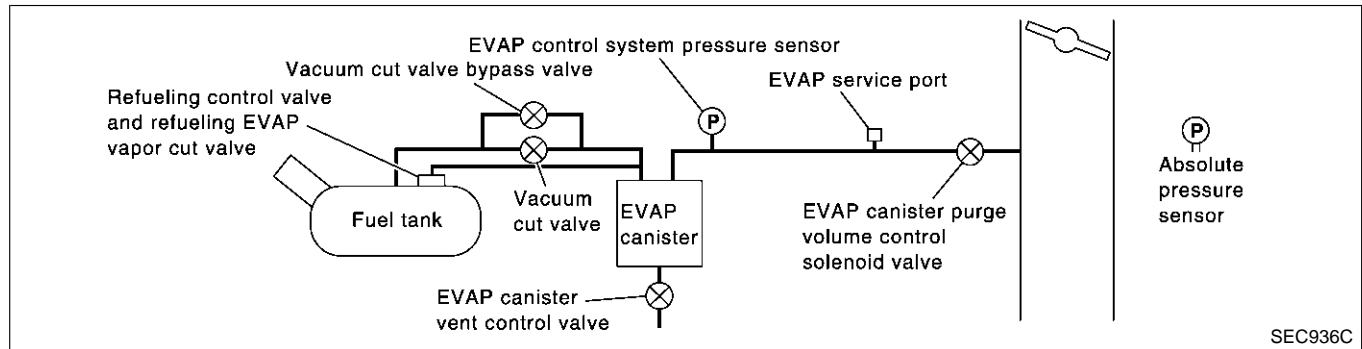 EVAP control system pressure sensor
Vacuum cut valve bypass valve
EVAP service port
Refueling control valve
and refueling EVAP
vapor cut valve
P
P
Absolute
pressure
sensor
Fuel tank
Vacuum
cut valve
EVAP
canister
EVAP canister purge
volume control
solenoid valve
EVAP canister
vent control valve
SEC936C